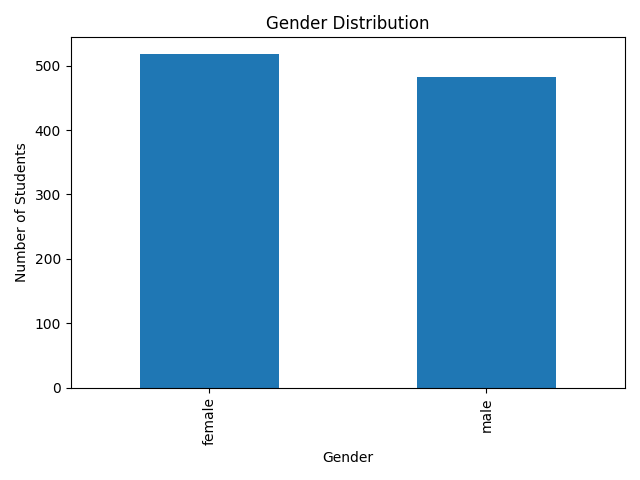 Gender Distribution
Number of Students
500
400
300
200
100
0
female
male
Gender